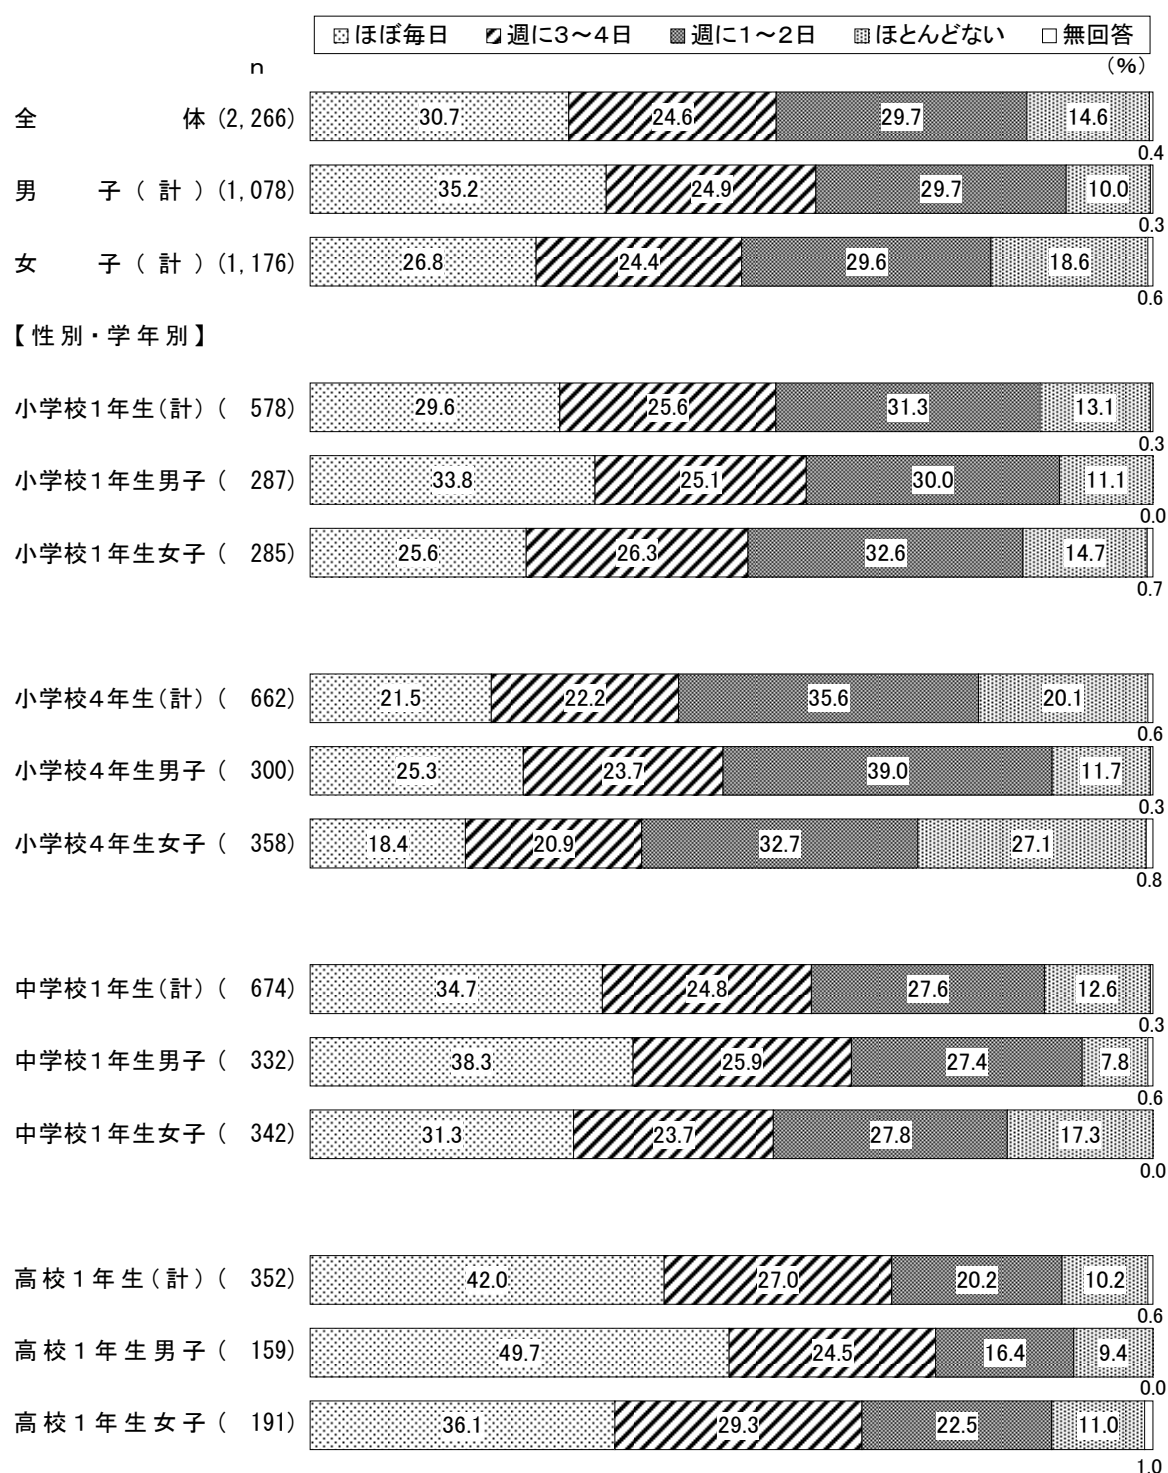 ほぼ毎日 週に3～4日 週に1～2日 ほとんどない 無回答
n (%)
全体 (2,266) 30.7 24.6 29.7 14.6
0.4
男子(計) (1,078) 35.2 24.9 29.7 10.0
0.3
女子(計) (1,176) 26.8 24.4 29.6 18.6
0.6
【性別・学年別】
小学校1年生(計) ( 578) 29.6 25.6 31.3 13.1
0.3
小学校1年生男子 ( 287) 33.8 25.1 30.0 11.1
0.0
小学校1年生女子 ( 285) 25.6 26.3 32.6 14.7
0.7
小学校4年生(計) ( 662) 21.5 22.2 35.6 20.1
0.6
小学校4年生男子 ( 300) 25.3 23.7 39.0 11.7
0.3
小学校4年生女子 ( 358) 18.4 20.9 32.7 27.1
0.8
中学校1年生(計) ( 674) 34.7 24.8 27.6 12.6
0.3
中学校1年生男子 ( 332) 38.3 25.9 27.4 7.8
0.6
中学校1年生女子 ( 342) 31.3 23.7 27.8 17.3
0.0
高校1年生(計) ( 352) 42.0 27.0 20.2 10.2
0.6
高校1年生男子 ( 159) 49.7 24.5 16.4 9.4
0.0
高校1年生女子 ( 191) 36.1 29.3 22.5 11.0
1.0